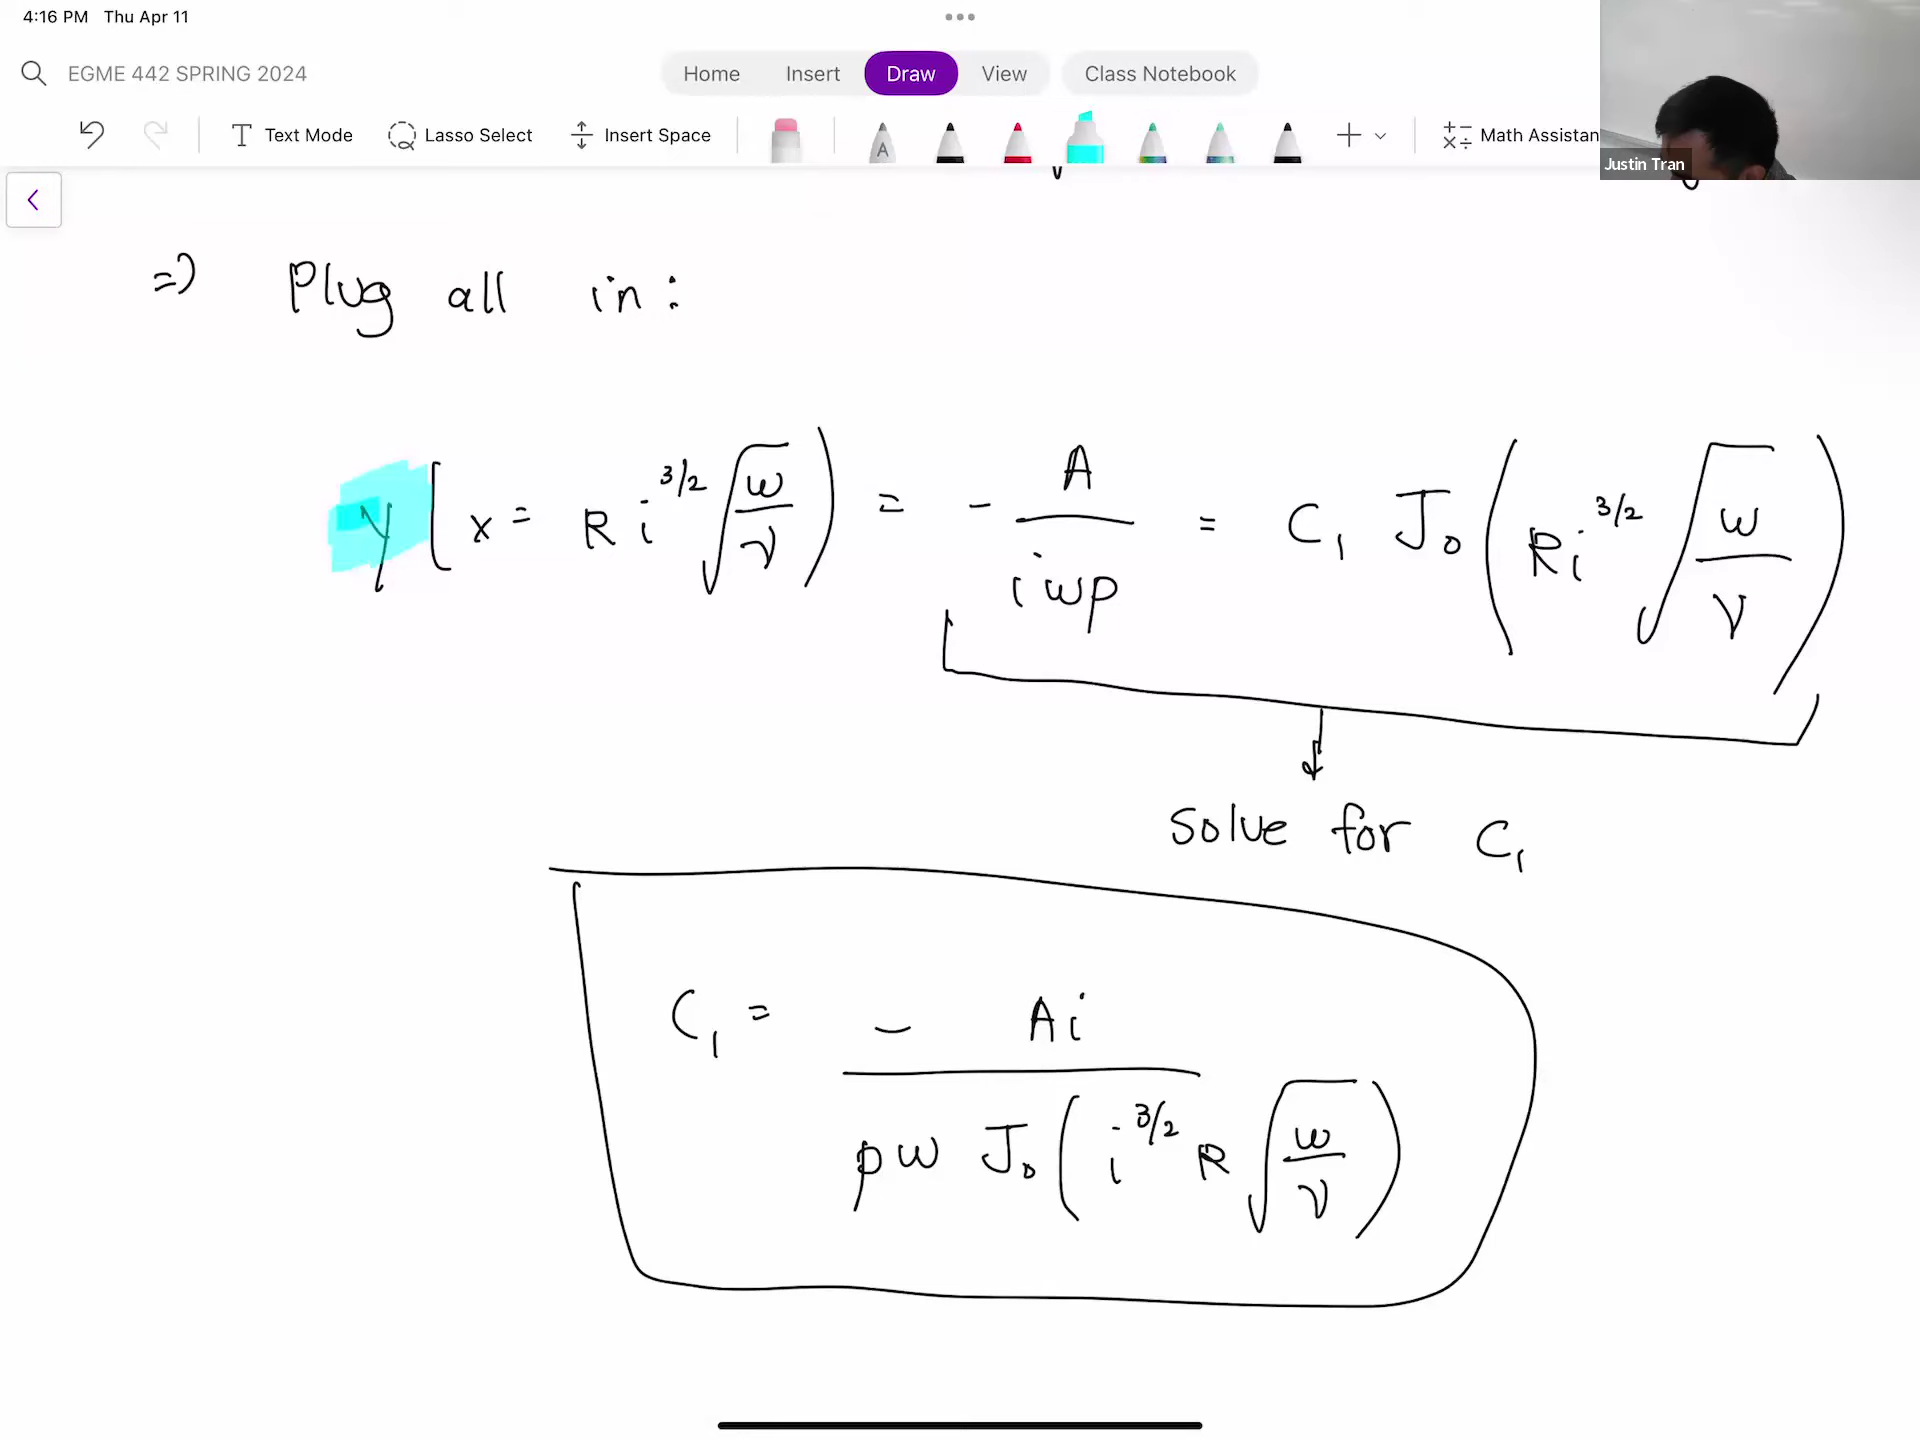 4:16 PM Thu Apr 11
EGME 442 SPRING 2024
Home Insert Draw View Class Notebook
Text Mode Lasso Select Insert Space A Math Assistan
Justin Tran
=) Plug all in:
y( x = R i^3/2 √(w/ν) ) = - A/(iwρ) = C₁ J₀( R i^3/2 √(w/ν) )
Solve for C₁
C₁ = - Ai/(ρw J₀( i^3/2 R √(w/ν) ))